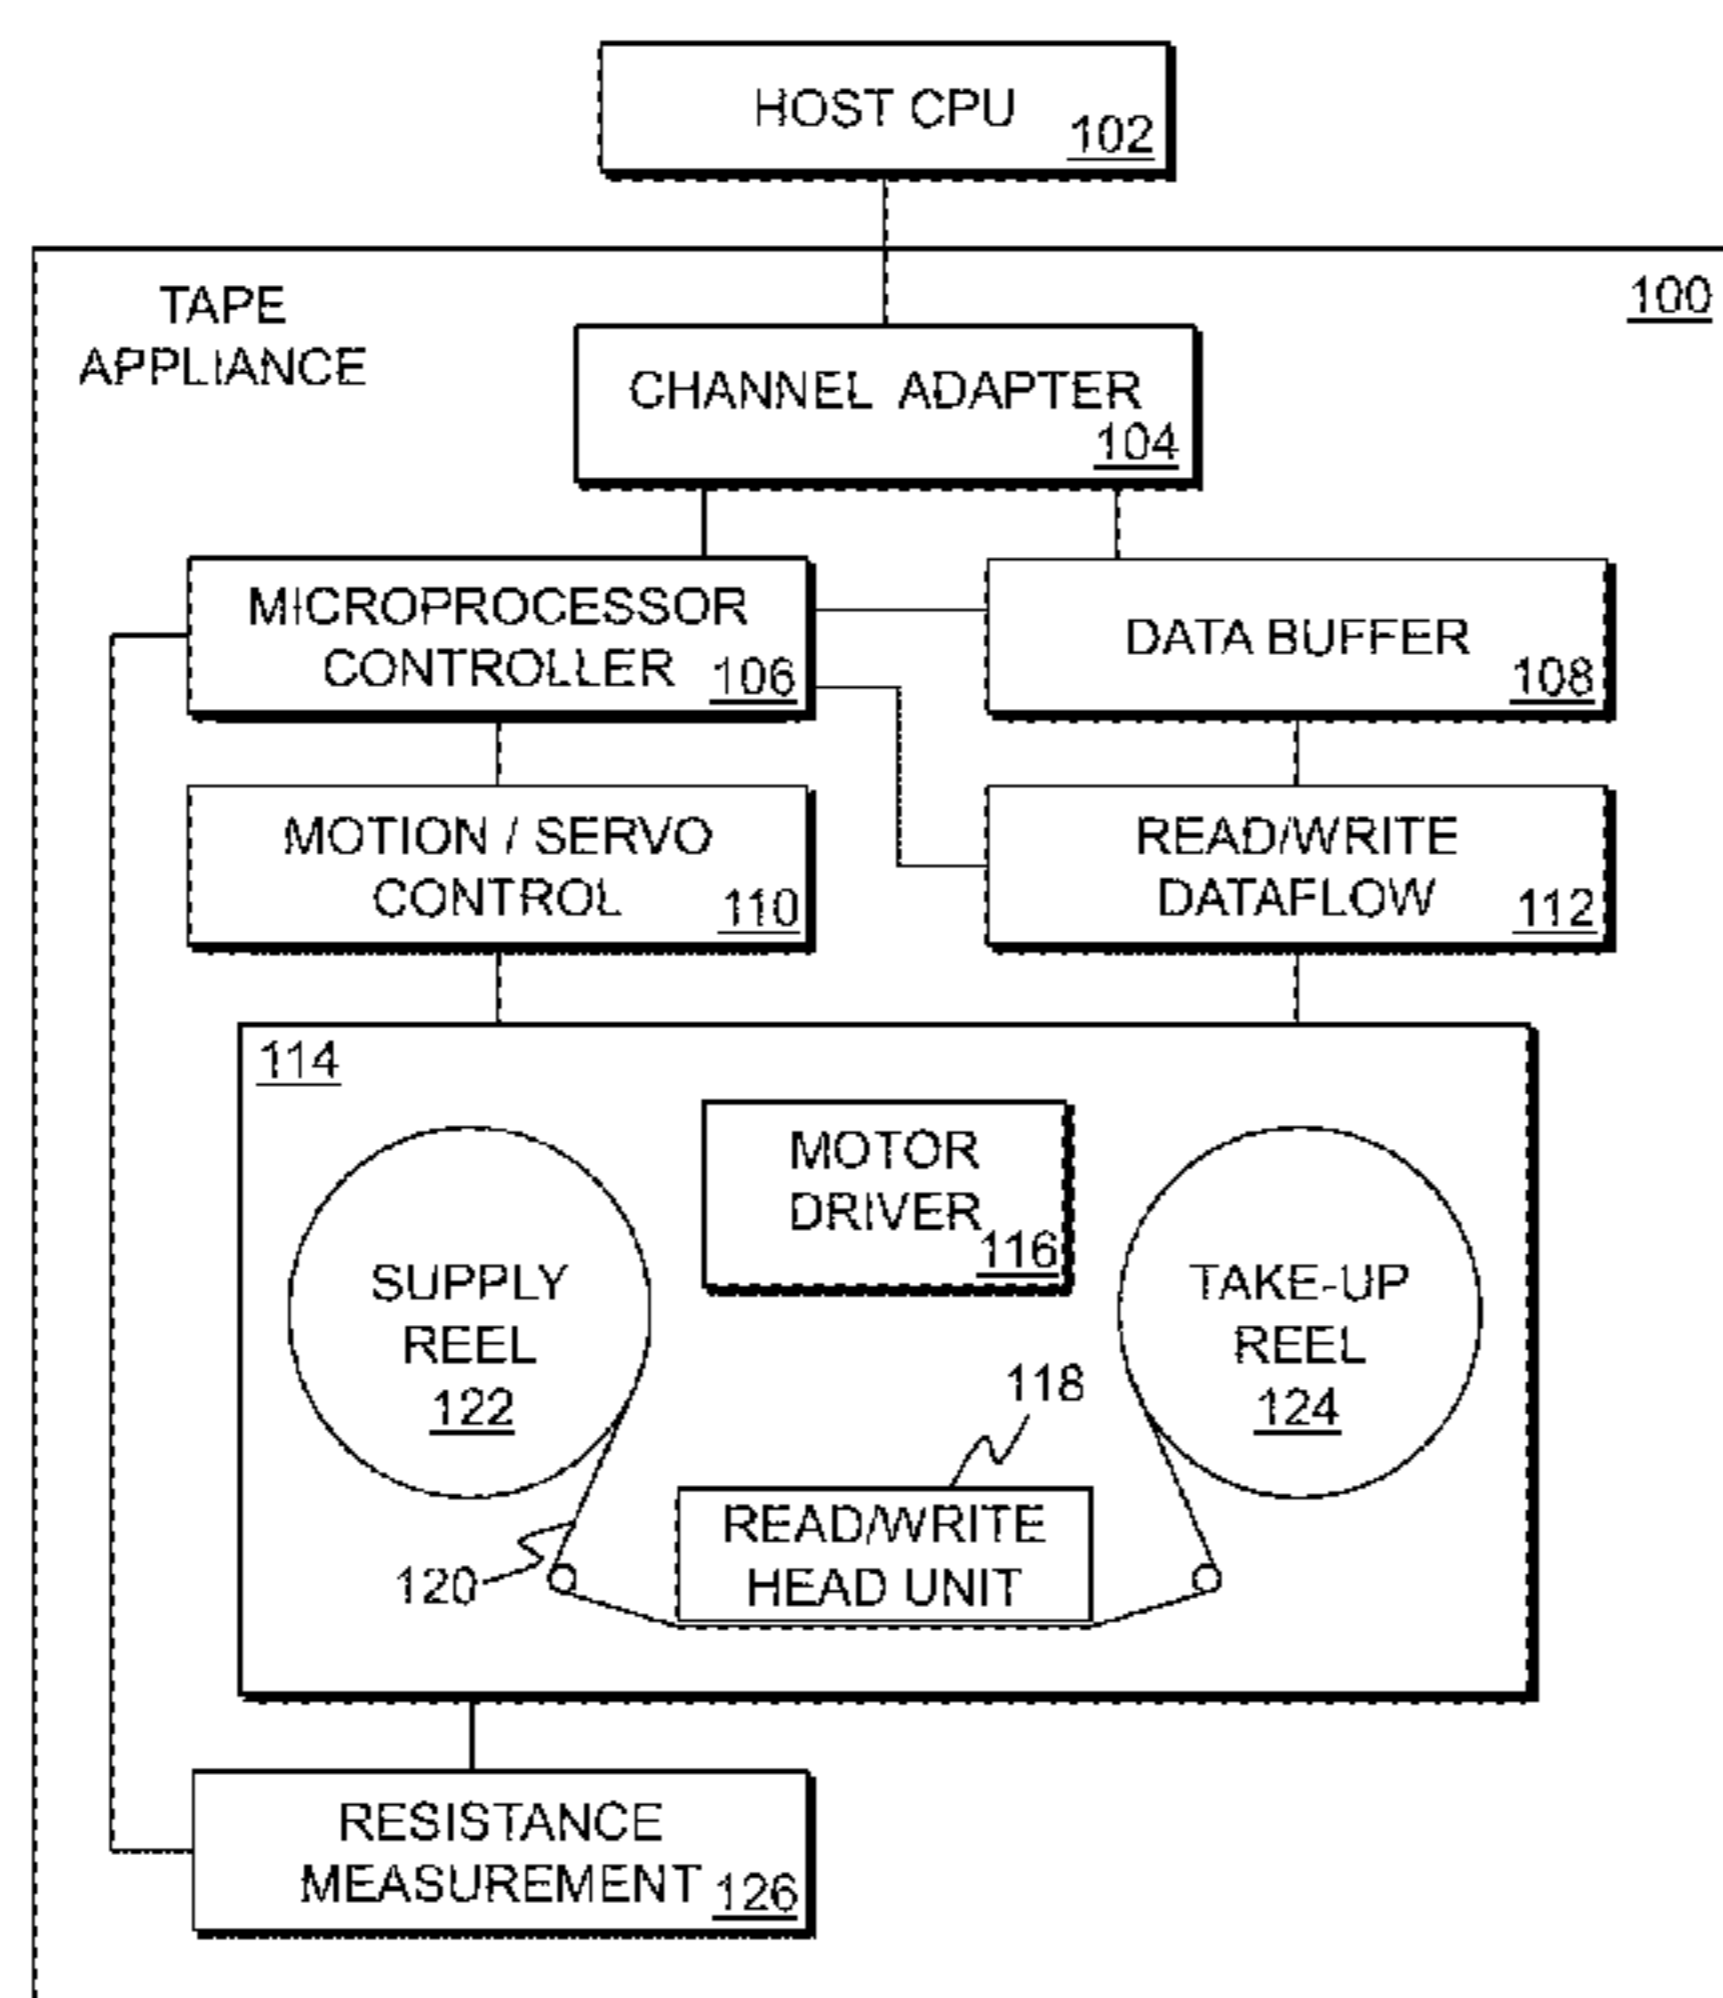 HOST CPU
102
TAPE
APPLIANCE
100
CHANNEL ADAPTER
104
MICROPROCESSOR
CONTROLLER
106
DATA BUFFER
108
MOTION / SERVO
CONTROL
110
READ/WRITE
DATAFLOW
112
114
MOTOR
DRIVER
116
SUPPLY
REEL
122
TAKE-UP
REEL
124
118
READ/WRITE
HEAD UNIT
120
RESISTANCE
MEASUREMENT
126